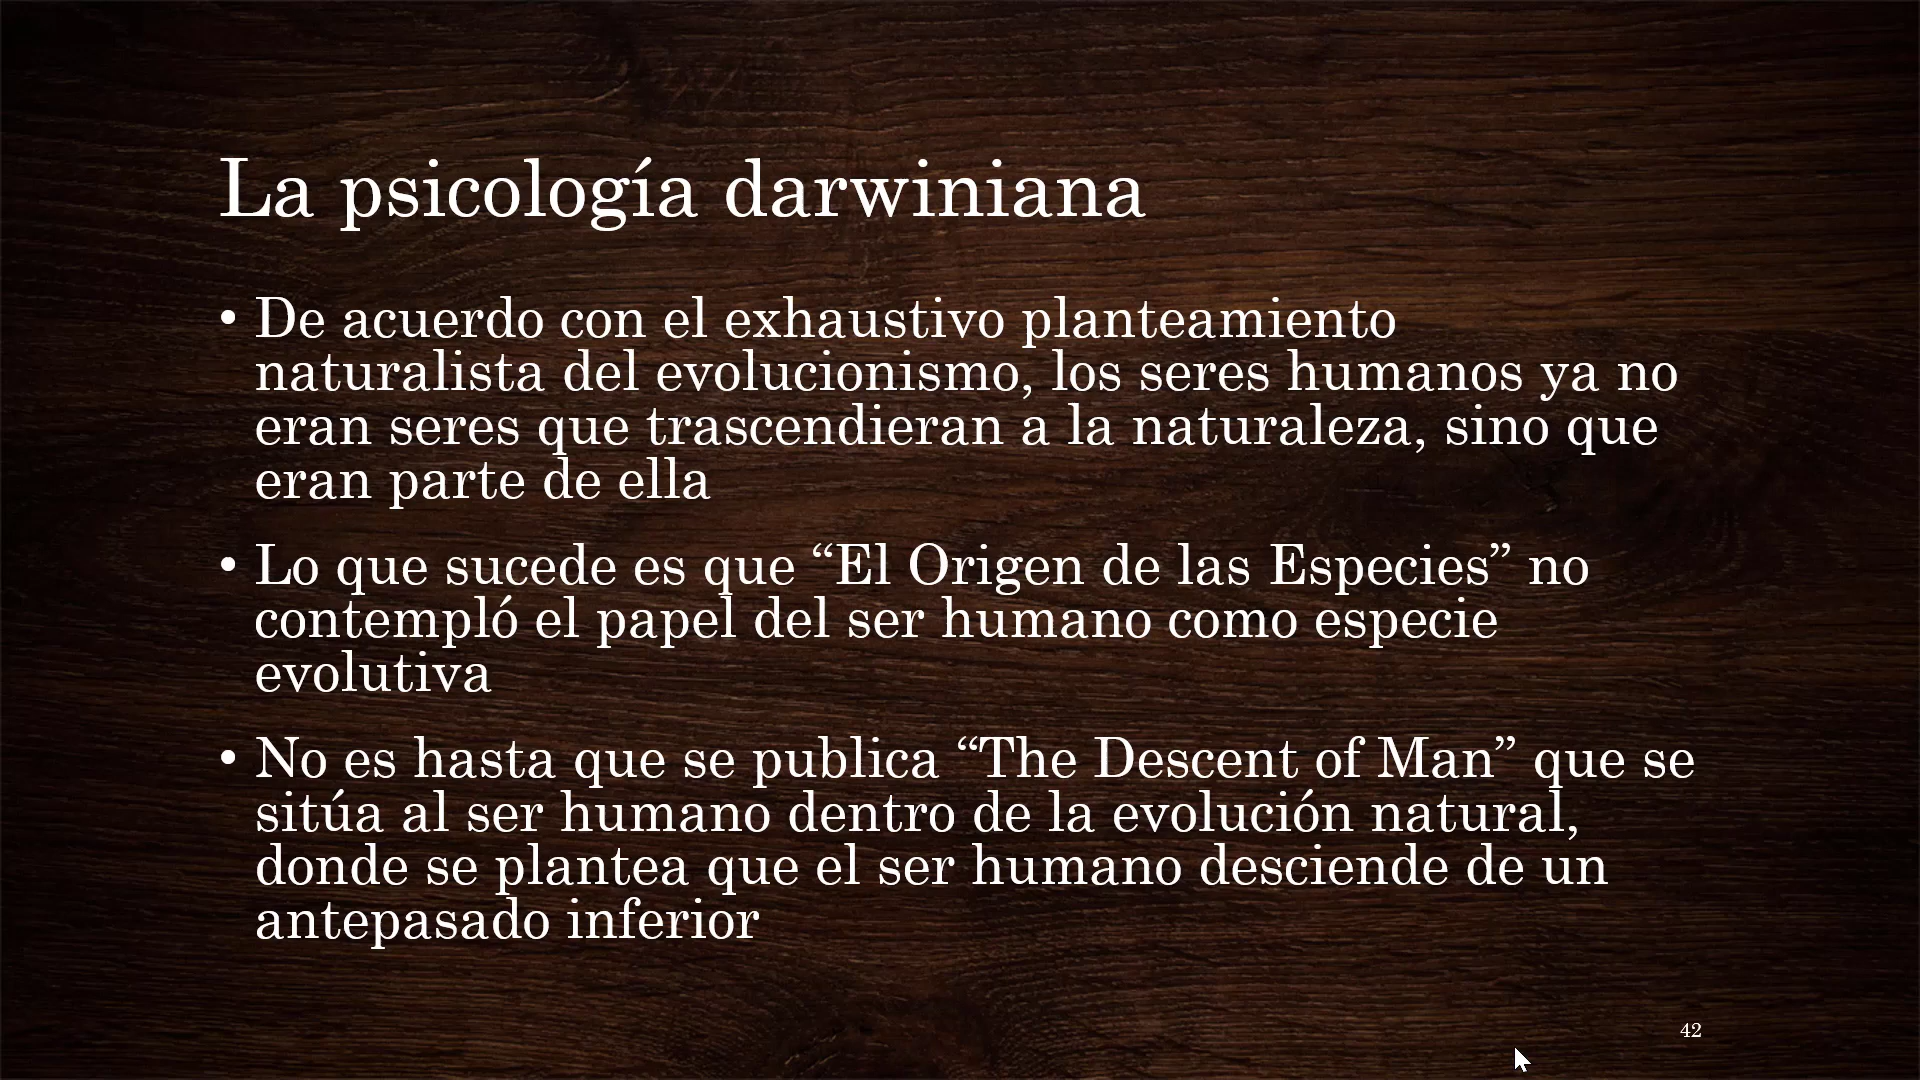 La psicología darwiniana
• De acuerdo con el exhaustivo planteamiento
naturalista del evolucionismo, los seres humanos ya no
eran seres que trascendieran a la naturaleza, sino que
eran parte de ella
• Lo que sucede es que “El Origen de las Especies” no
contempló el papel del ser humano como especie
evolutiva
• No es hasta que se publica “The Descent of Man” que se
sitúa al ser humano dentro de la evolución natural,
donde se plantea que el ser humano desciende de un
antepasado inferior
42